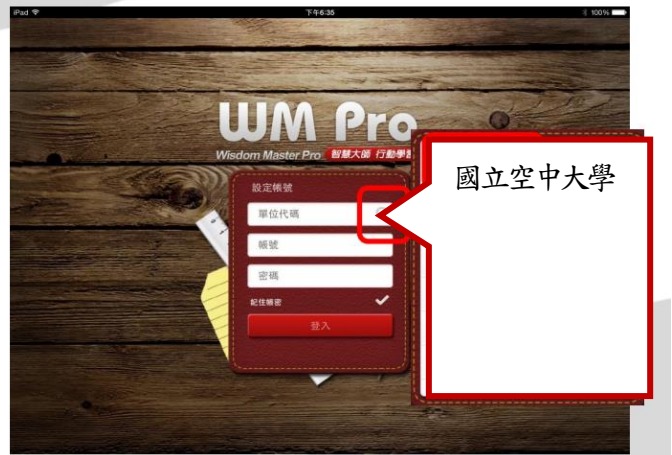 iPad 下午6:35 100%
WM Pro
Wisdom Master Pro 智慧大師 行動學習
設定帳號
單位代碼
帳號
密碼
記住帳密
登入
國立空中大學